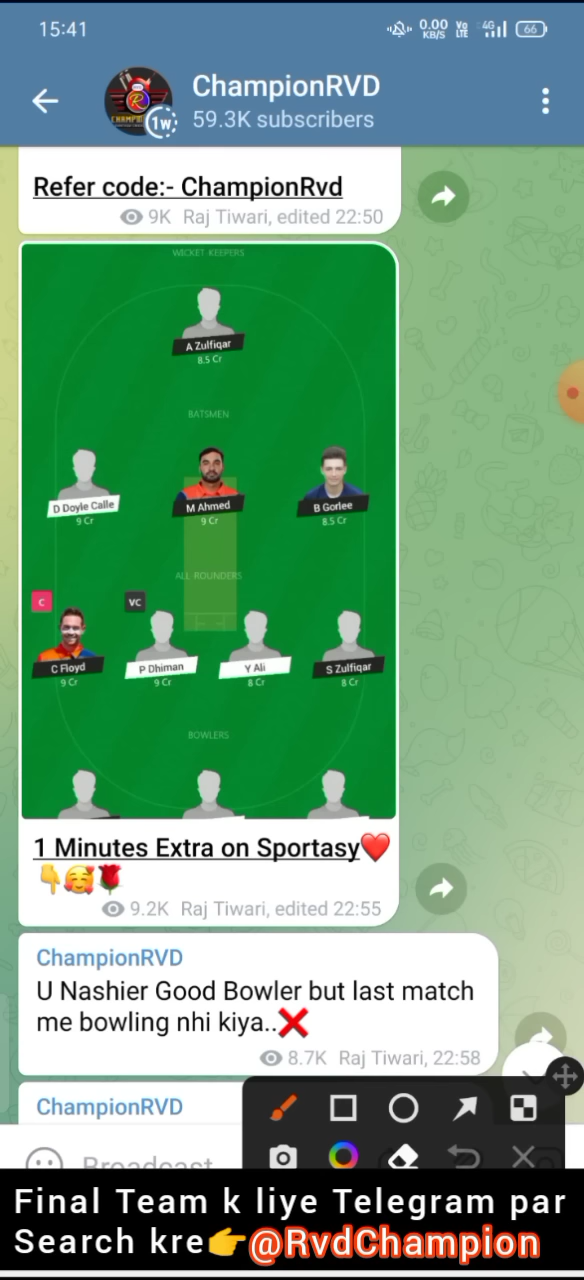 15:41
0.00 KB/S Vo LTE 4G 66
ChampionRVD
59.3K subscribers
1w
Refer code:- ChampionRvd
9K Raj Tiwari, edited 22:50
WICKET-KEEPERS
A Zulfiqar
8.5 Cr
BATSMEN
D Doyle Calle
M Ahmed
B Gorlee
9 Cr
9 Cr
8.5 Cr
ALL-ROUNDERS
C
VC
C Floyd
P Dhiman
Y Ali
S Zulfiqar
9 Cr
9 Cr
8 Cr
8 Cr
BOWLERS
1 Minutes Extra on Sportasy❤️
👇🥰🌹
9.2K Raj Tiwari, edited 22:55
ChampionRVD
U Nashier Good Bowler but last match
me bowling nhi kiya..❌
8.7K Raj Tiwari, 22:58
ChampionRVD
Broadcast
Final Team k liye Telegram par
Search kre👉@RvdChampion